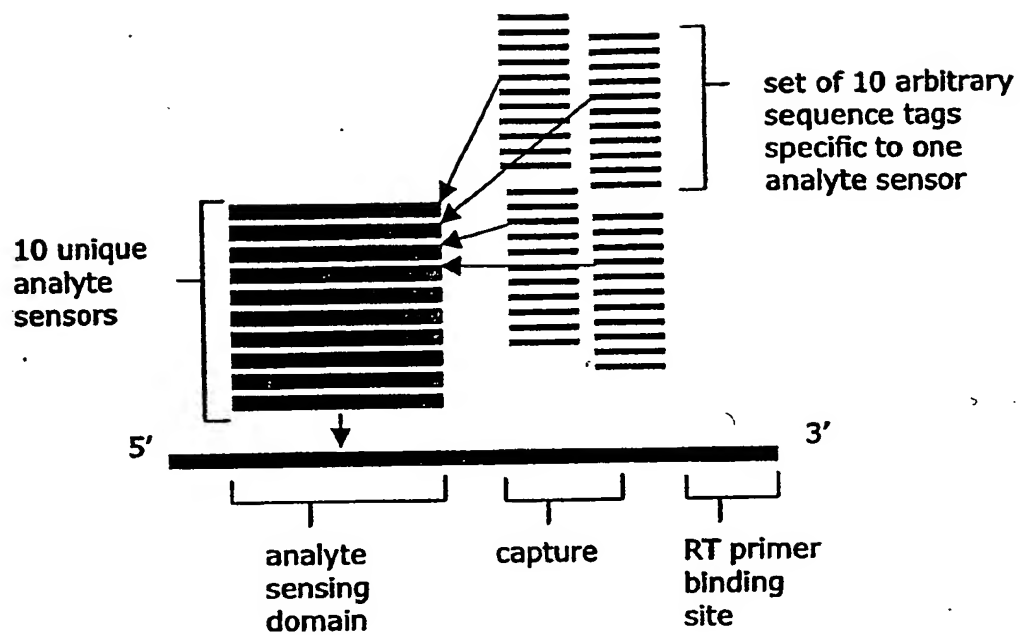 set of 10 arbitrary
sequence tags
specific to one
analyte sensor
10 unique
analyte
sensors
5'
3'
analyte
sensing
domain
capture
RT primer
binding
site